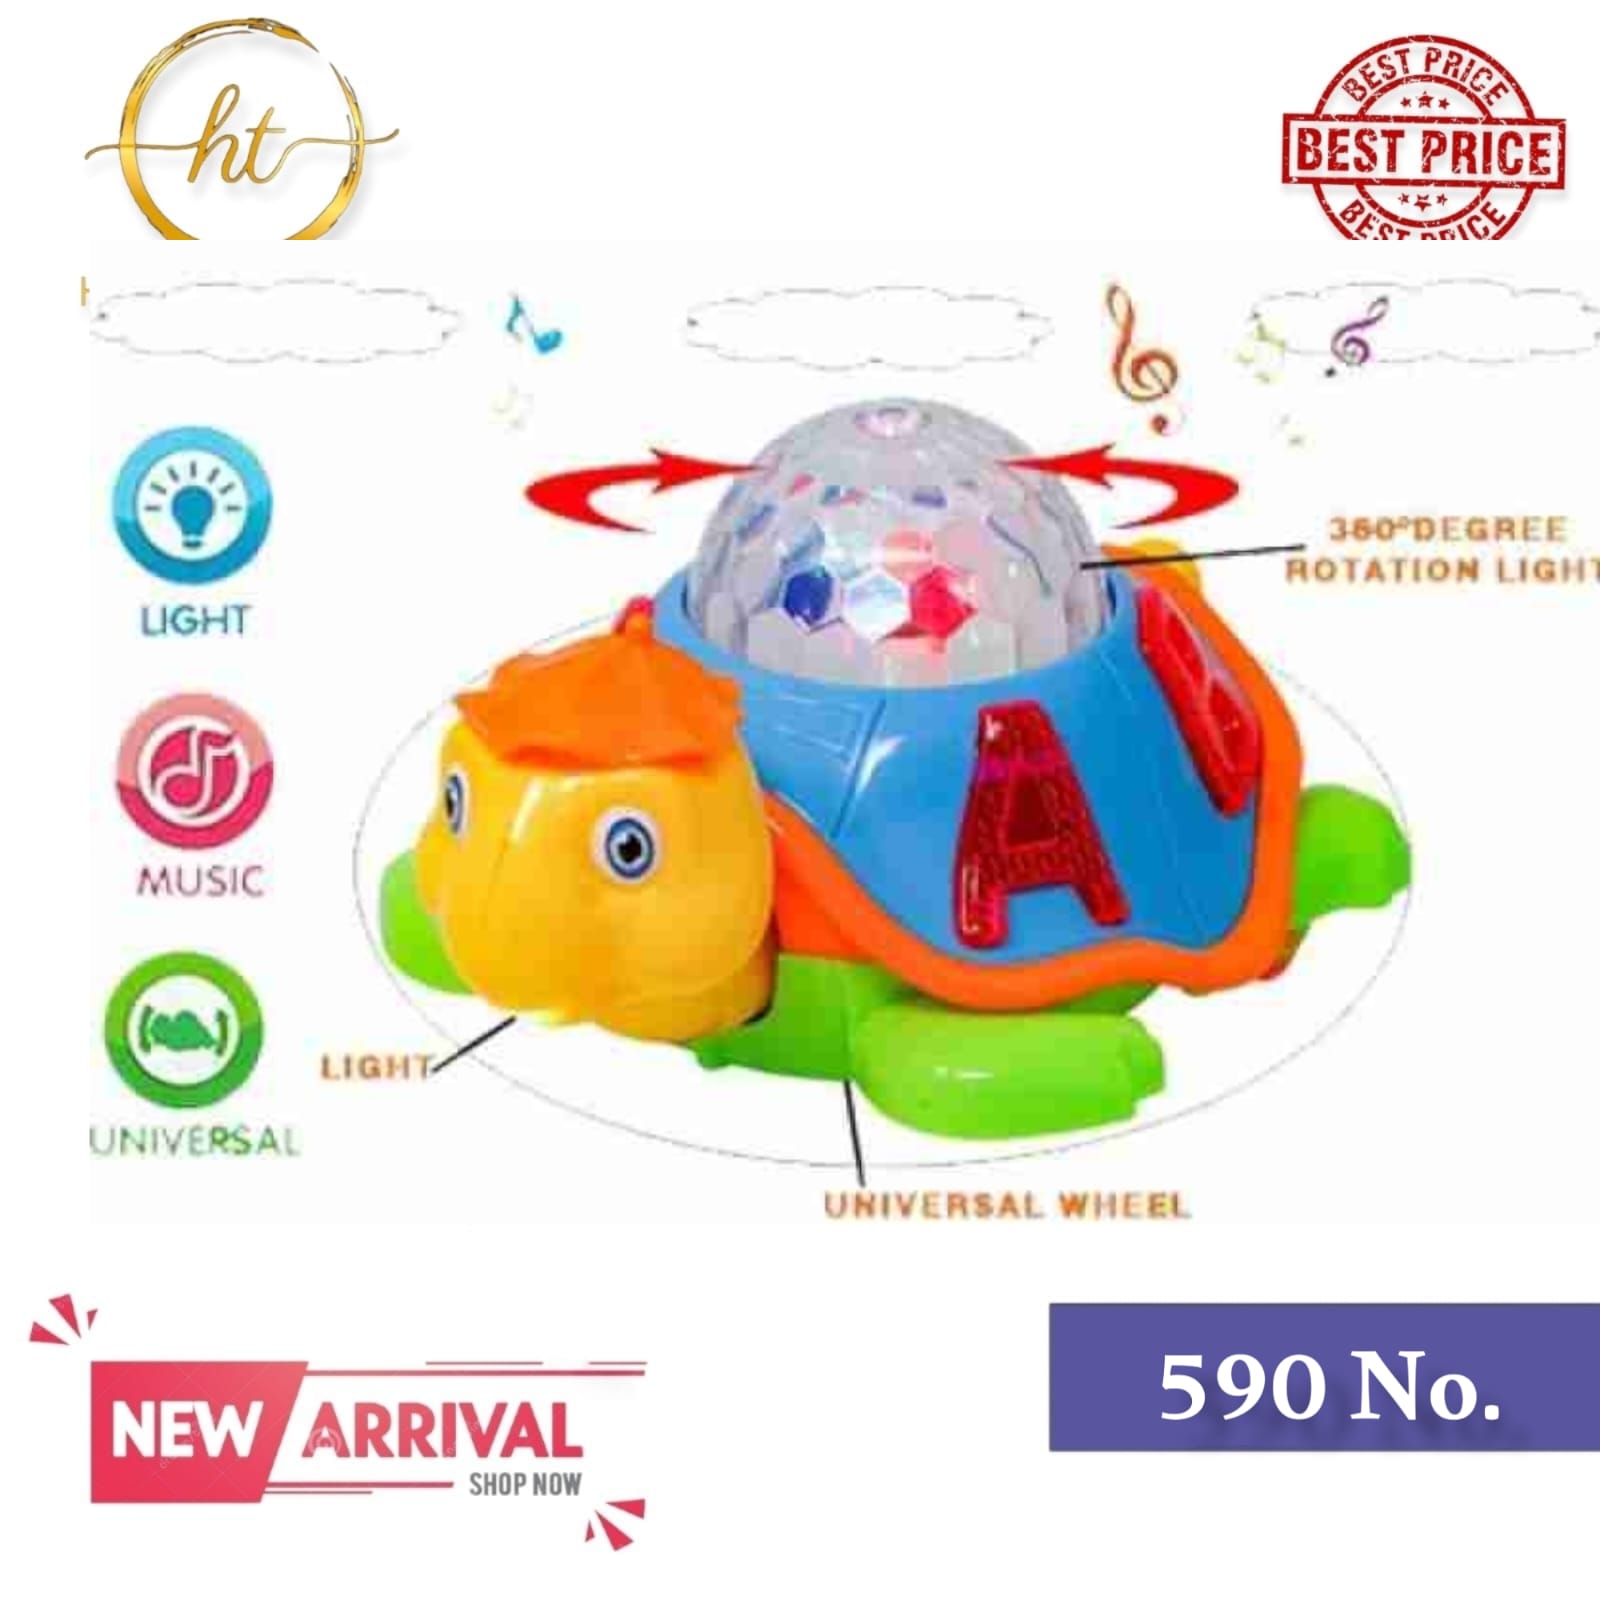 ht
BEST PRICE
BEST PRICE
BEST PRICE
360°DEGREE
ROTATION LIGHT
LIGHT
A
MUSIC
LIGHT
UNIVERSAL
UNIVERSAL WHEEL
NEW ARRIVAL
SHOP NOW
590 No.